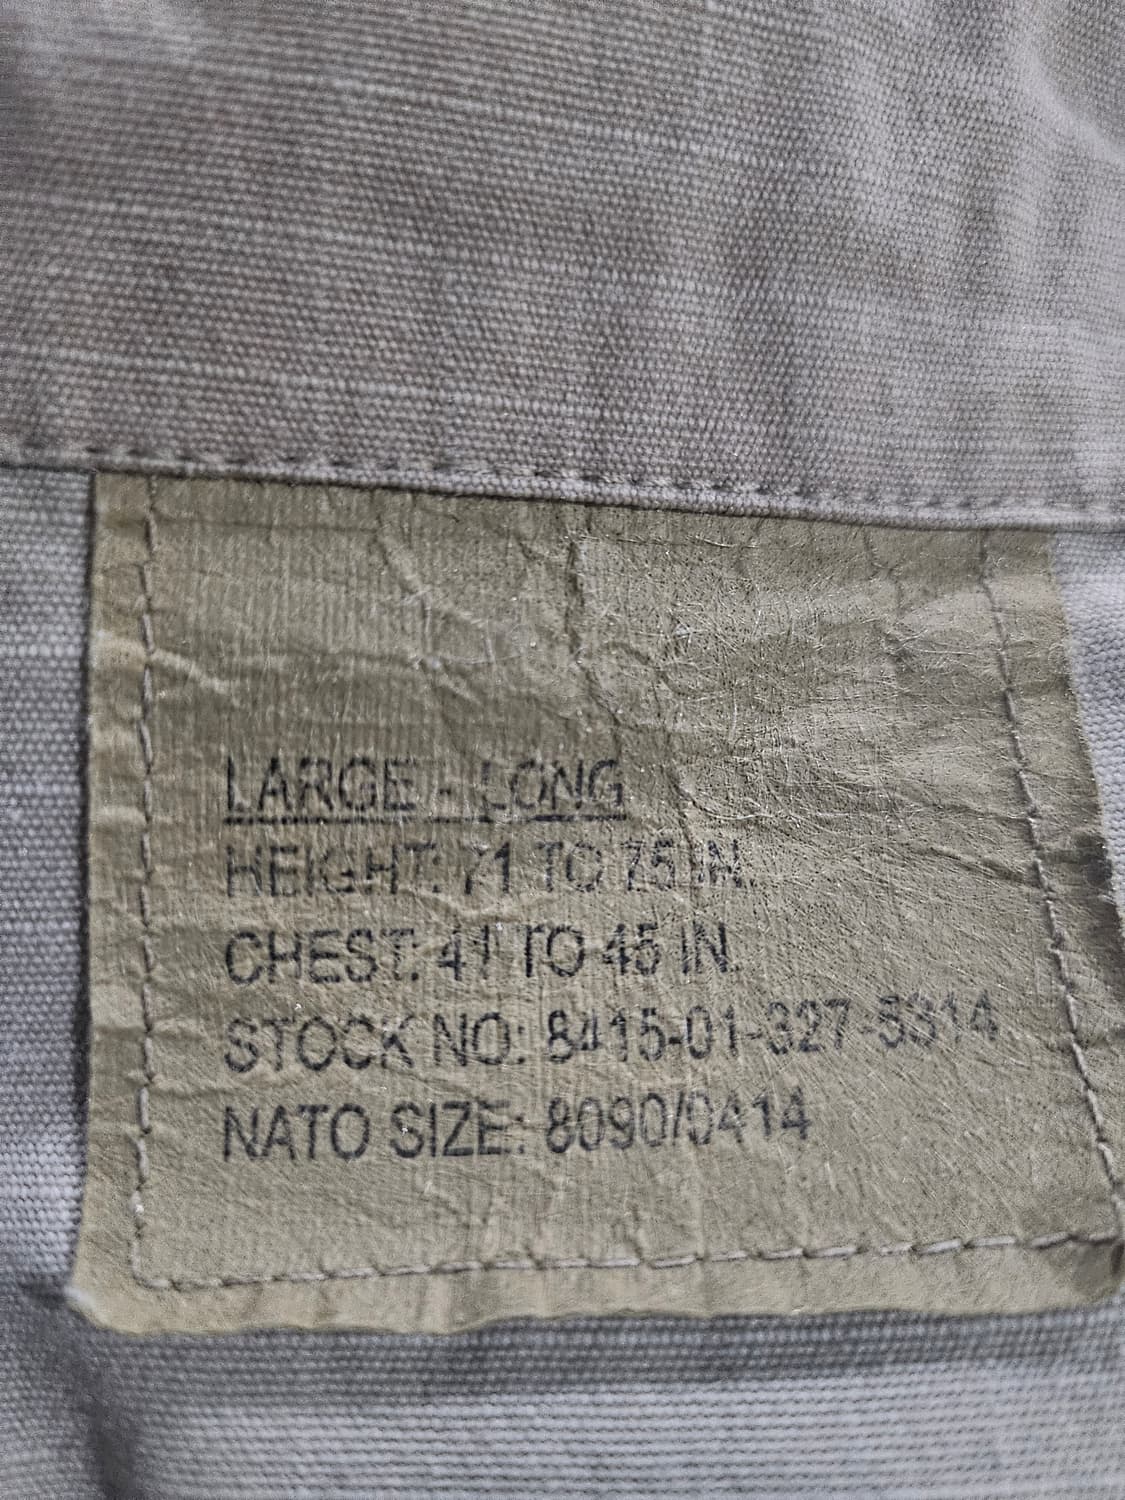 LARGE - LONG
HEIGHT: 71 TO 75 IN.
CHEST: 41 TO 45 IN.
STOCK NO: 8415-01-327-5314
NATO SIZE: 8090/0414